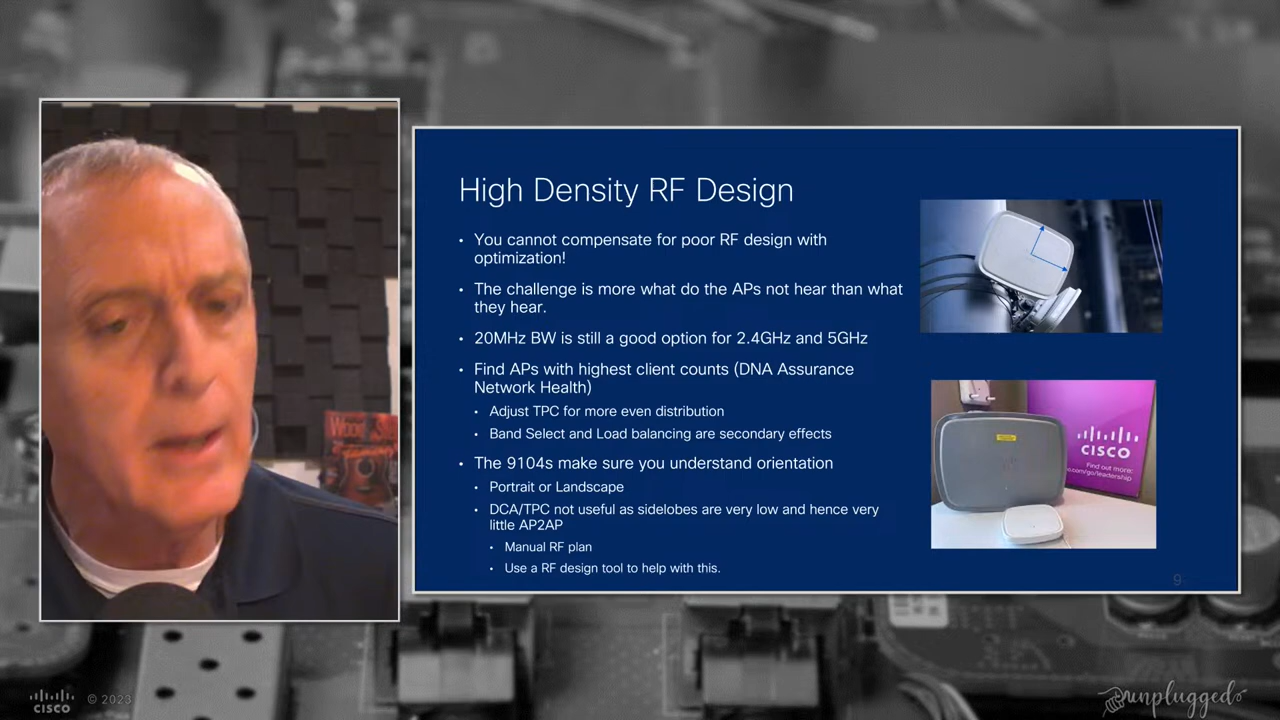 High Density RF Design
• You cannot compensate for poor RF design with
optimization!
• The challenge is more what do the APs not hear than what
they hear.
• 20MHz BW is still a good option for 2.4GHz and 5GHz
• Find APs with highest client counts (DNA Assurance
Network Health)
• Adjust TPC for more even distribution
• Band Select and Load balancing are secondary effects
• The 9104s make sure you understand orientation
• Portrait or Landscape
• DCA/TPC not useful as sidelobes are very low and hence very
little AP2AP
• Manual RF plan
• Use a RF design tool to help with this.
CISCO
Find out more:
.com/go/leadership
9
CISCO
© 2023
unplugged